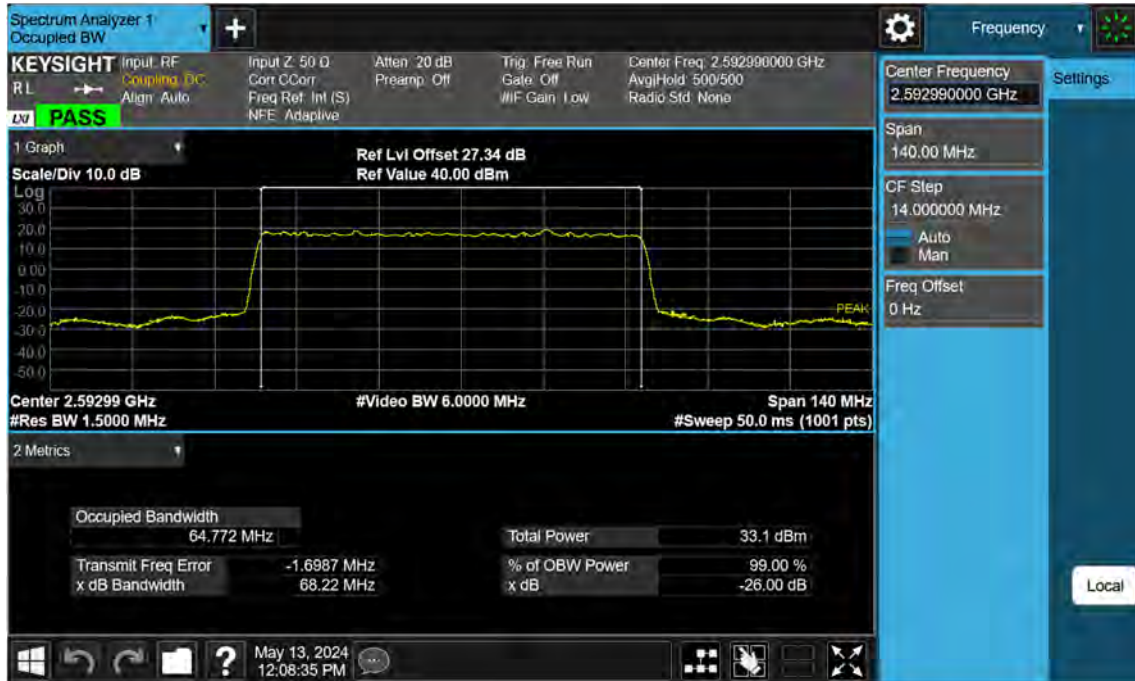 Spectrum Analyzer 1
Occupied BW
+
Frequency
KEYSIGHT
Input: RF
Input Z: 50 Ω
Atten: 20 dB
Trig: Free Run
Center Freq: 2.592990000 GHz
RL
Coupling: DC
Corr CCorr
Preamp: Off
Gate: Off
Avg|Hold: 500/500
Align: Auto
Freq Ref: Int (S)
#IF Gain: Low
Radio Std: None
LXI
PASS
NFE: Adaptive
Center Frequency
2.592990000 GHz
Settings
Span
140.00 MHz
CF Step
14.000000 MHz
Auto
Man
Freq Offset
0 Hz
Local
1 Graph
Ref Lvl Offset 27.34 dB
Scale/Div 10.0 dB
Ref Value 40.00 dBm
Log
30.0
20.0
10.0
0.00
-10.0
-20.0
PEAK
-30.0
-40.0
-50.0
Center 2.59299 GHz
#Video BW 6.0000 MHz
Span 140 MHz
#Res BW 1.5000 MHz
#Sweep 50.0 ms (1001 pts)
2 Metrics
Occupied Bandwidth
64.772 MHz
Total Power
33.1 dBm
Transmit Freq Error
-1.6987 MHz
% of OBW Power
99.00 %
x dB Bandwidth
68.22 MHz
x dB
-26.00 dB
?
May 13, 2024
12:08:35 PM